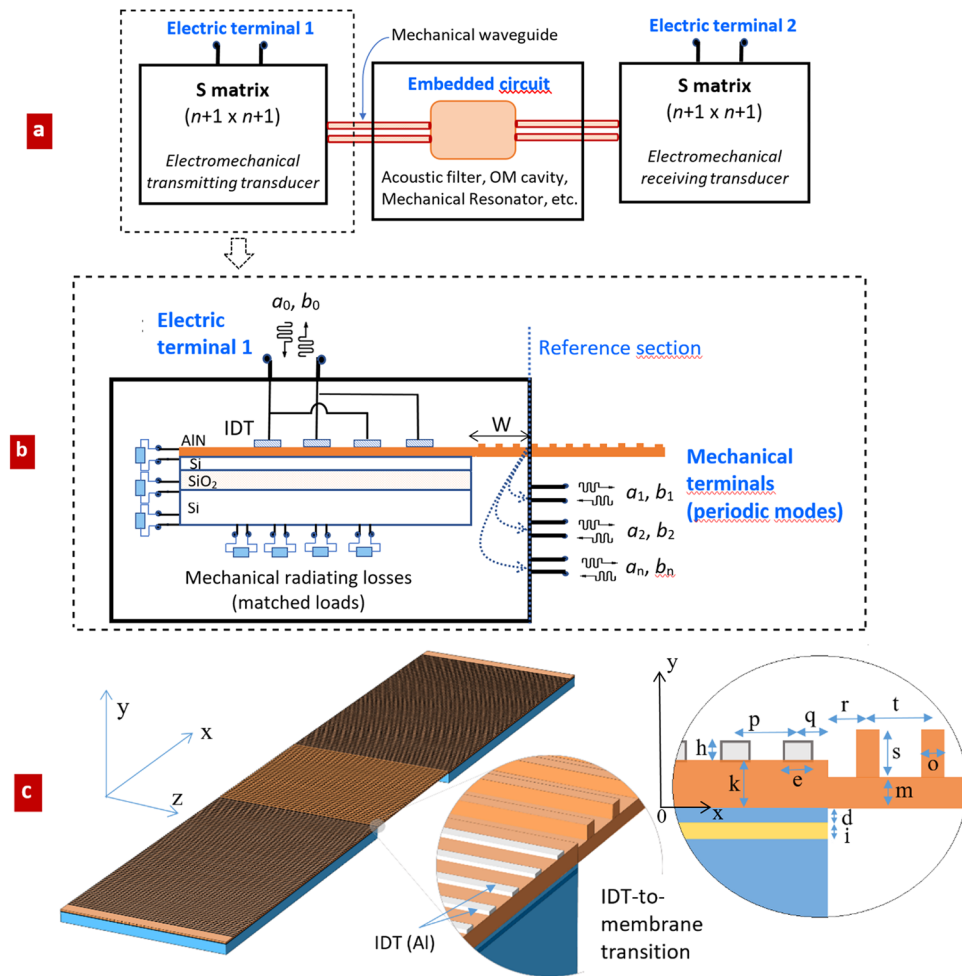 a
Electric terminal 1
S matrix
(n+1 x n+1)
Electromechanical
transmitting transducer
Mechanical waveguide
Embedded circuit
Acoustic filter, OM cavity,
Mechanical Resonator, etc.
Electric terminal 2
S matrix
(n+1 x n+1)
Electromechanical
receiving transducer
b
a0, b0
Electric
terminal 1
:
Reference section
IDT
W
AlN
Si
SiO2
Si
Mechanical radiating losses
(matched loads)
a1, b1
a2, b2
an, bn
Mechanical
terminals
(periodic modes)
c
y
x
z
IDT (Al)
IDT-to-
membrane
transition
y
p
q
r
t
h
k
e
s
o
m
0
x
d
i